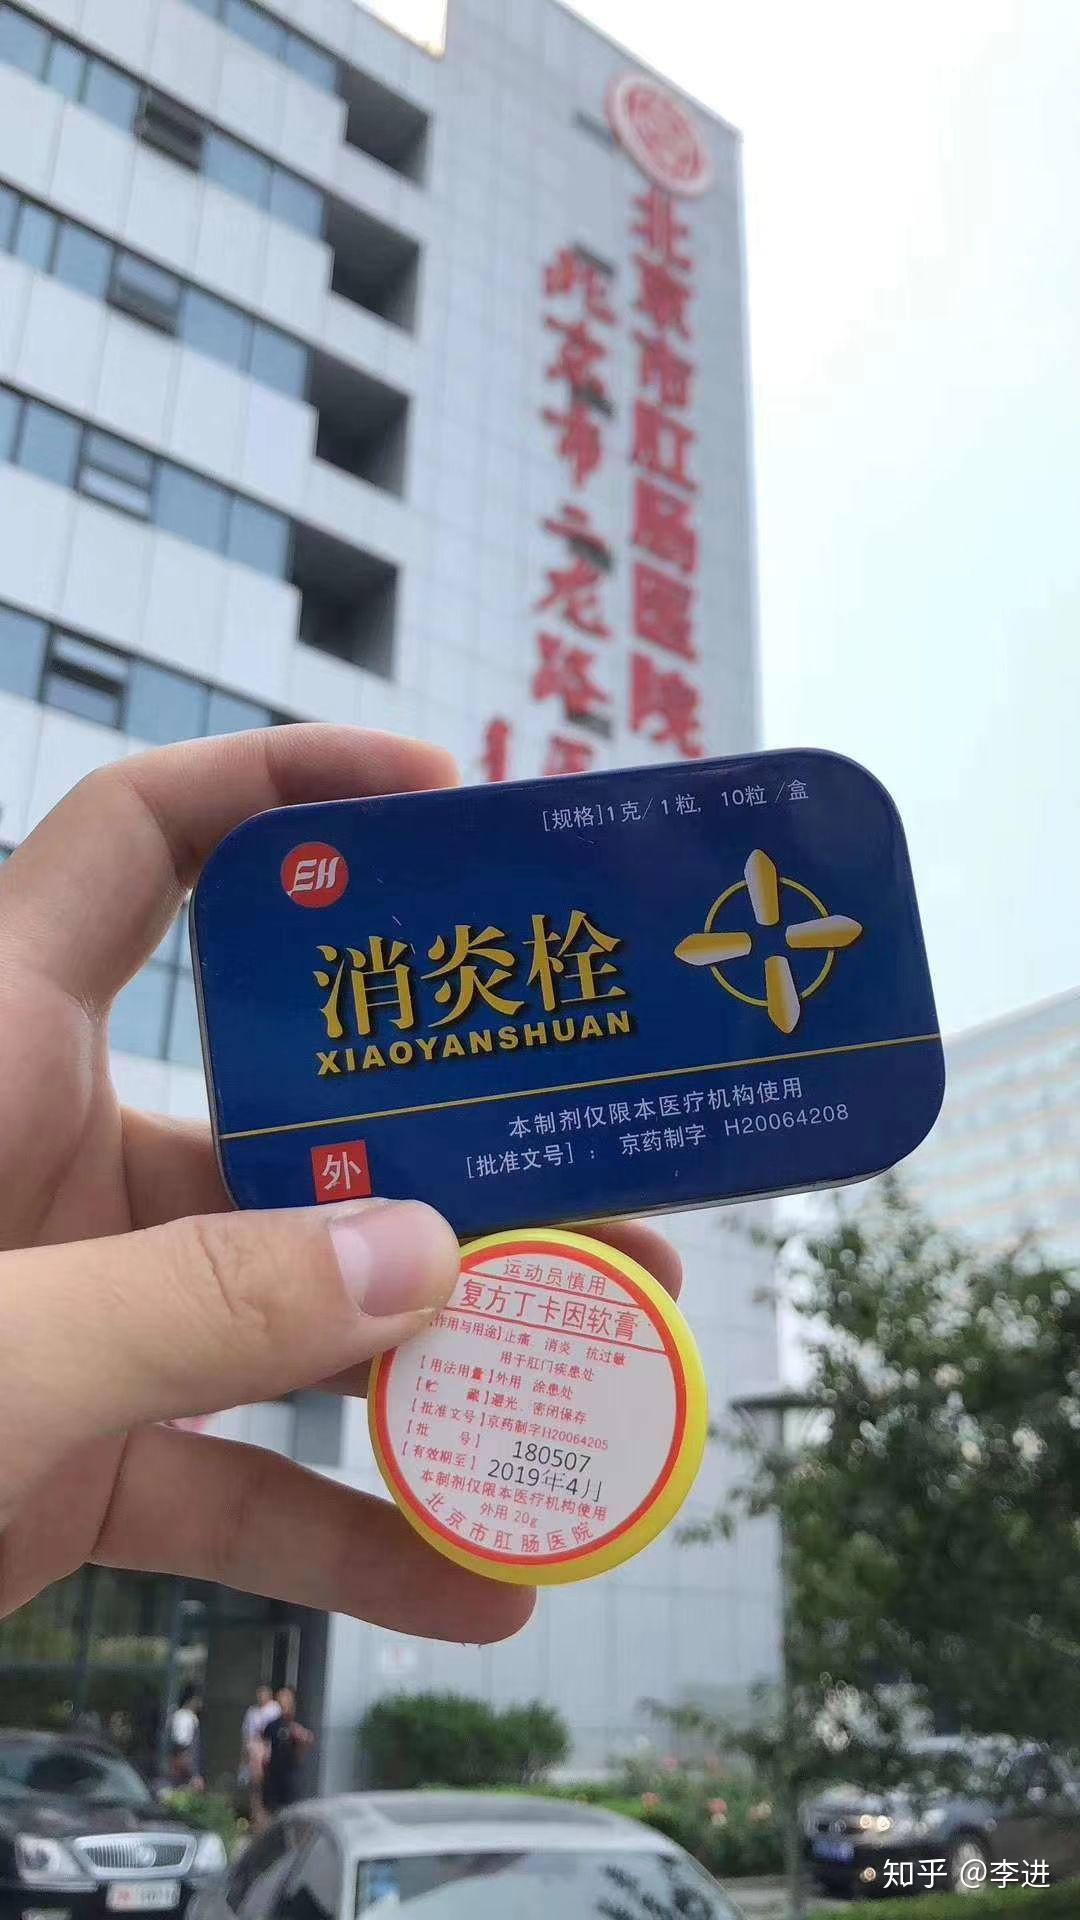 北京市肛肠医院
北京市二龙路医
[规格]1克/1粒, 10粒/盒
EH
消炎栓
XIAOYANSHUAN
本制剂仅限本医疗机构使用
[批准文号]: 京药制字 H20064208
外
运动员慎用
复方丁卡因软膏
【作用与用途】止痛、消炎 抗过敏
用于肛门疾患处
【用法用量】外用 涂患处
【贮 藏】避光、密闭保存
【批准文号】京药制字H20064205
【批 号】 180507
【有效期至】 2019年4月
本制剂仅限本医疗机构使用
外用 20g
北京市肛肠医院
知乎 @李进